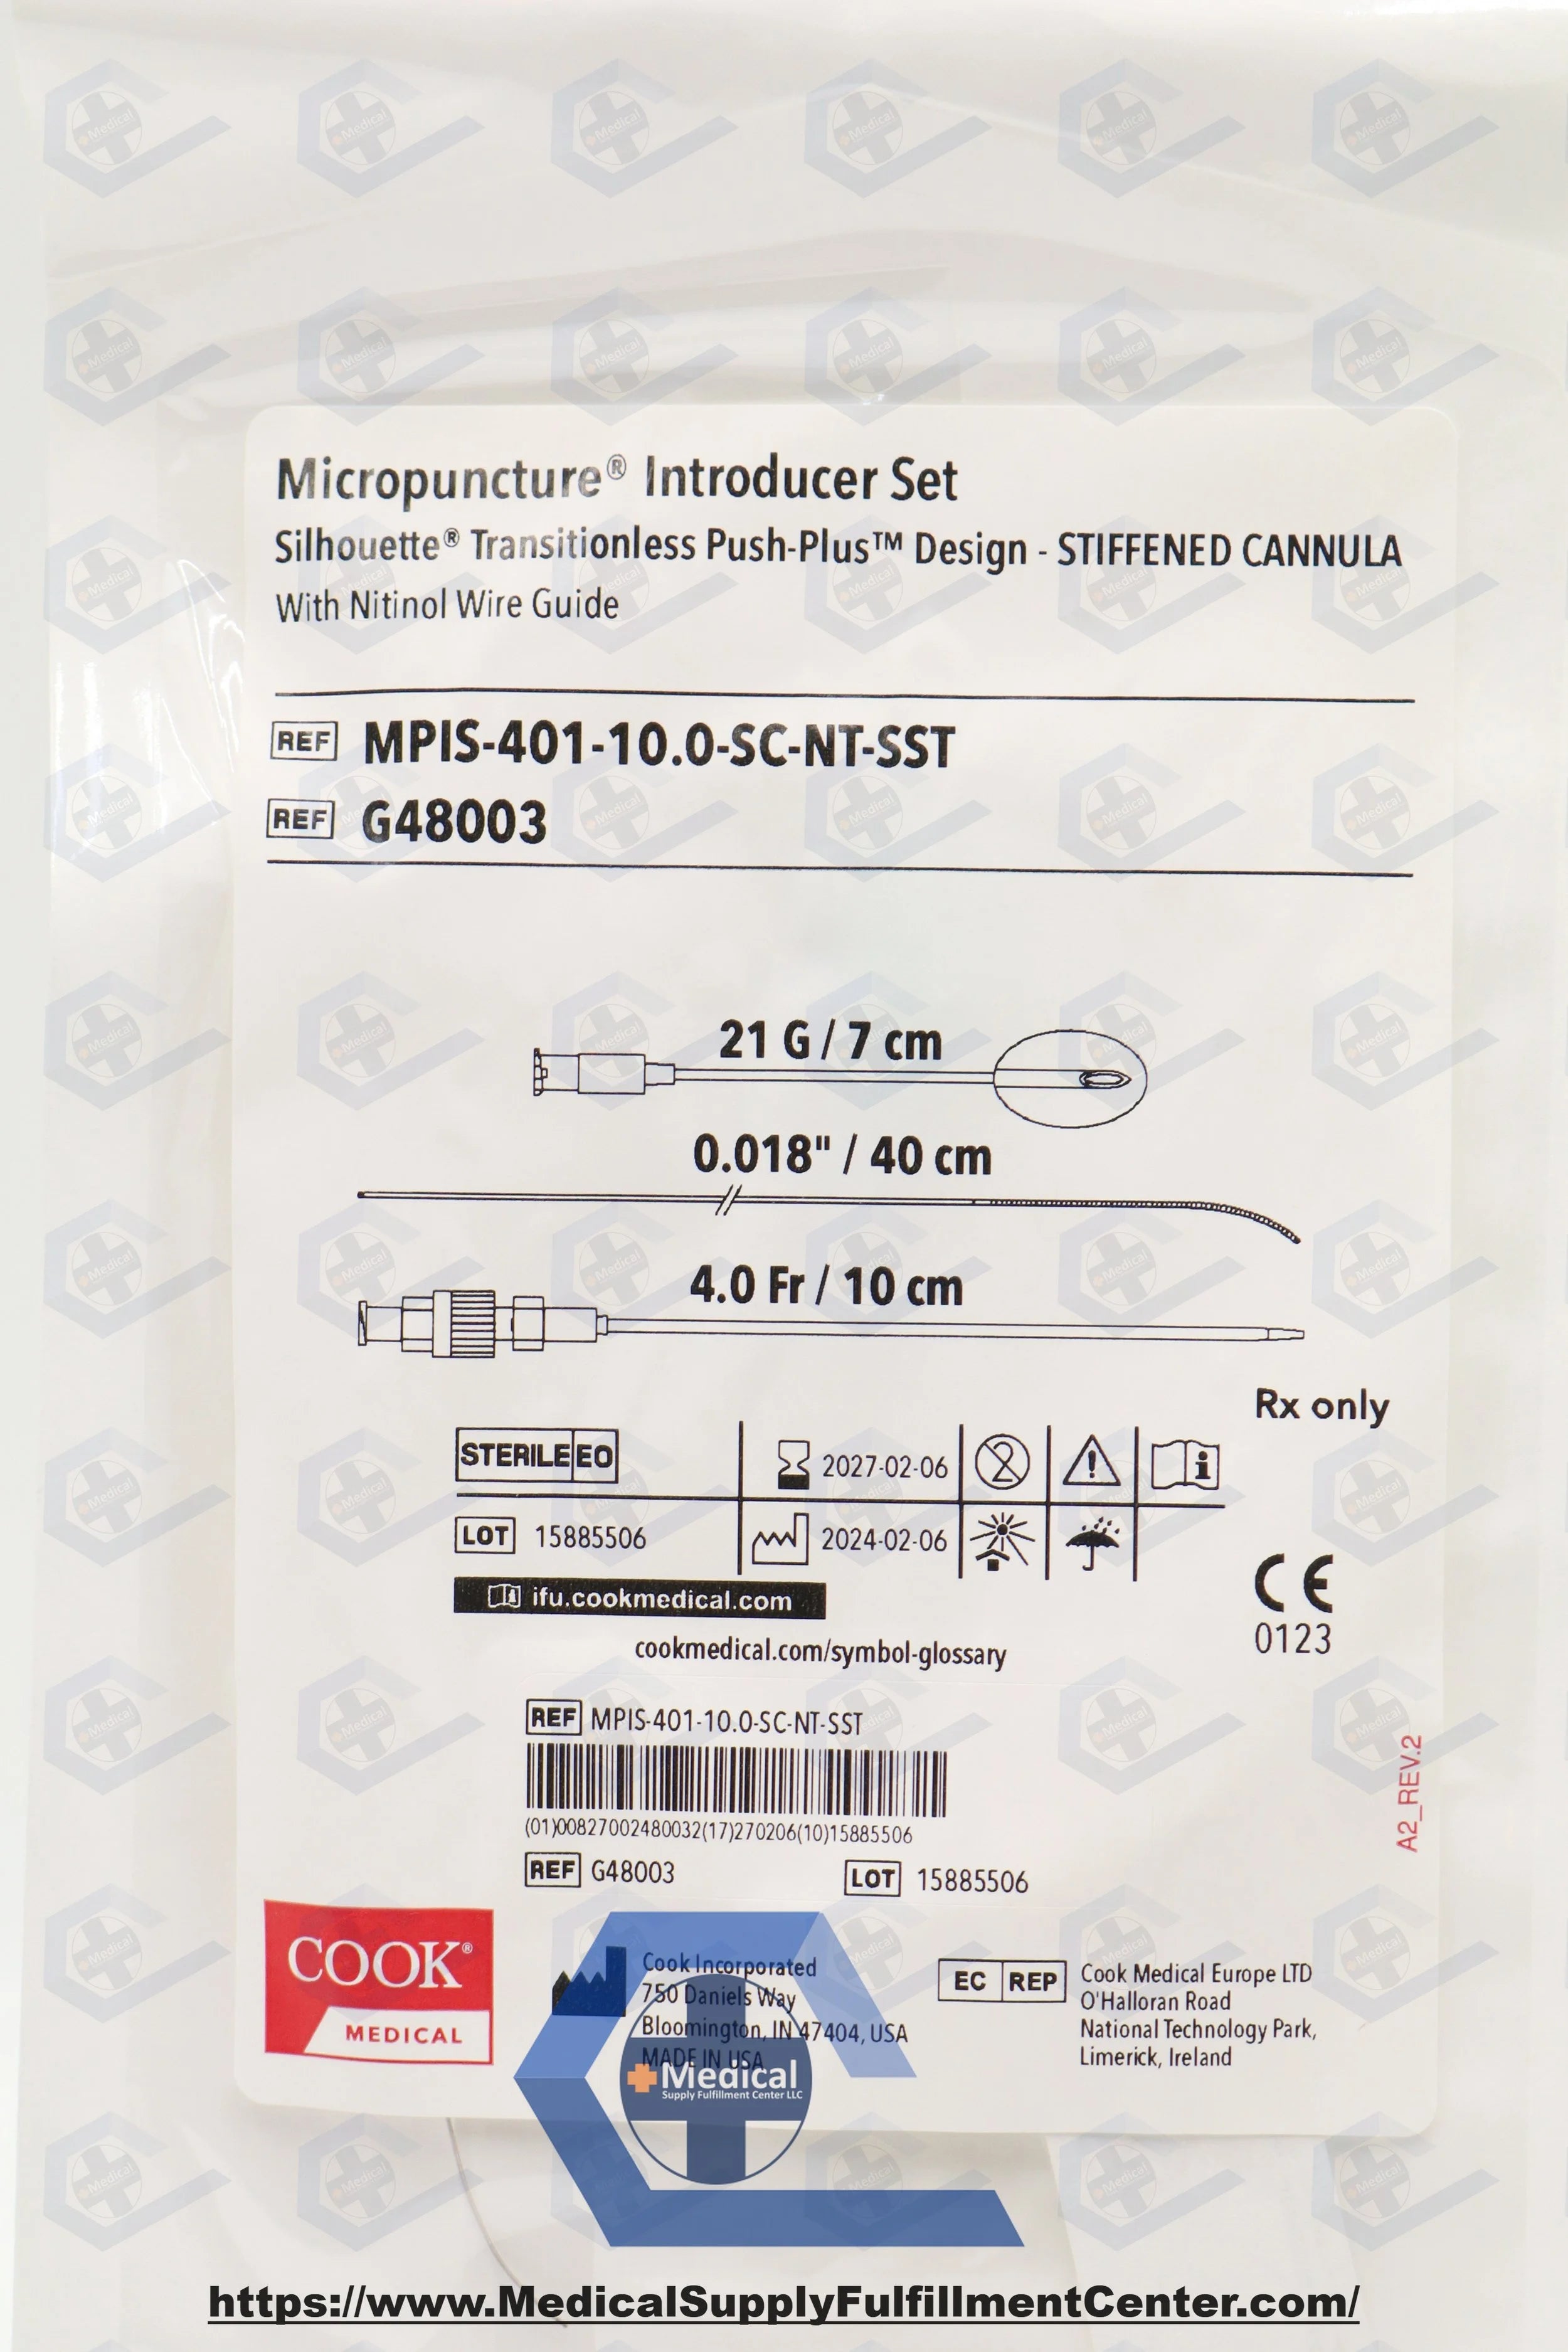 Micropuncture® Introducer Set
Silhouette® Transitionless Push-Plus™ Design - STIFFENED CANNULA
With Nitinol Wire Guide
REF MPIS-401-10.0-SC-NT-SST
REF G48003
21 G / 7 cm
0.018" / 40 cm
4.0 Fr / 10 cm
Rx only
STERILE EO
2027-02-06
2
LOT 15885506
2024-02-06
ifu.cookmedical.com
CE
0123
cookmedical.com/symbol-glossary
REF MPIS-401-10.0-SC-NT-SST
(01)00827002480032(17)270206(10)15885506
REF G48003
LOT 15885506
A2_REV.2
COOK®
MEDICAL
Cook Incorporated
750 Daniels Way
Bloomington, IN 47404, USA
MADE IN USA
EC REP
Cook Medical Europe LTD
O'Halloran Road
National Technology Park,
Limerick, Ireland
Medical
Supply Fulfillment Center LLC
https://www.MedicalSupplyFulfillmentCenter.com/